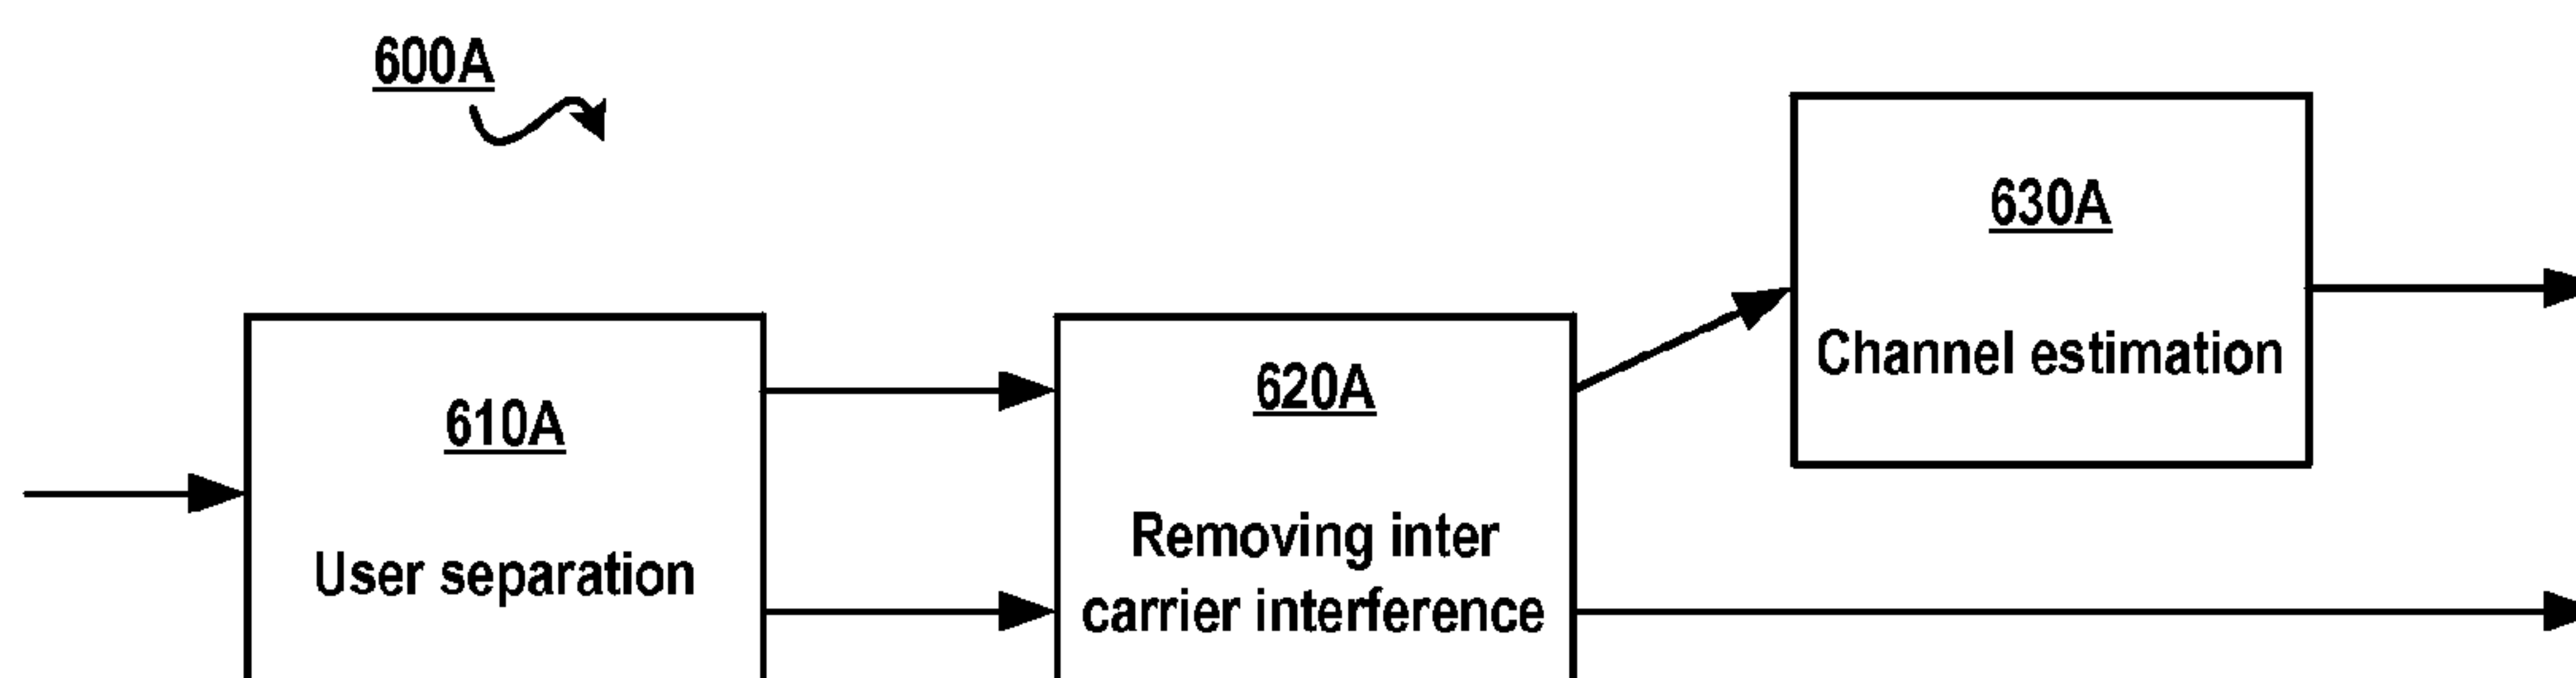 600A
610A
User separation
620A
Removing inter
carrier interference
630A
Channel estimation